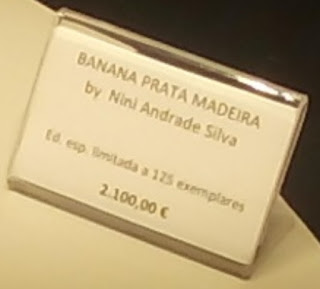 BANANA PRATA MADEIRA
by Nini Andrade Silva
Ed. esp. limitada a 125 exemplares
2.100,00 €